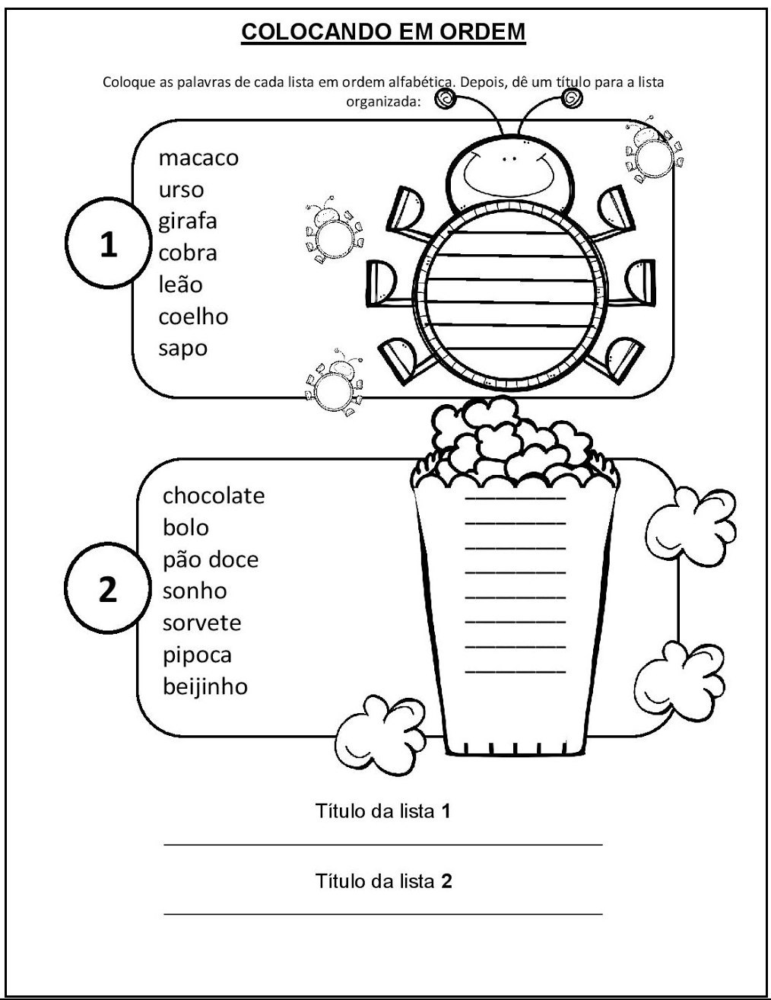 COLOCANDO EM ORDEM
Coloque as palavras de cada lista em ordem alfabética. Depois, dê um título para a lista
organizada:
1
macaco
urso
girafa
cobra
leão
coelho
sapo
2
chocolate
bolo
pão doce
sonho
sorvete
pipoca
beijinho
Título da lista 1
Título da lista 2